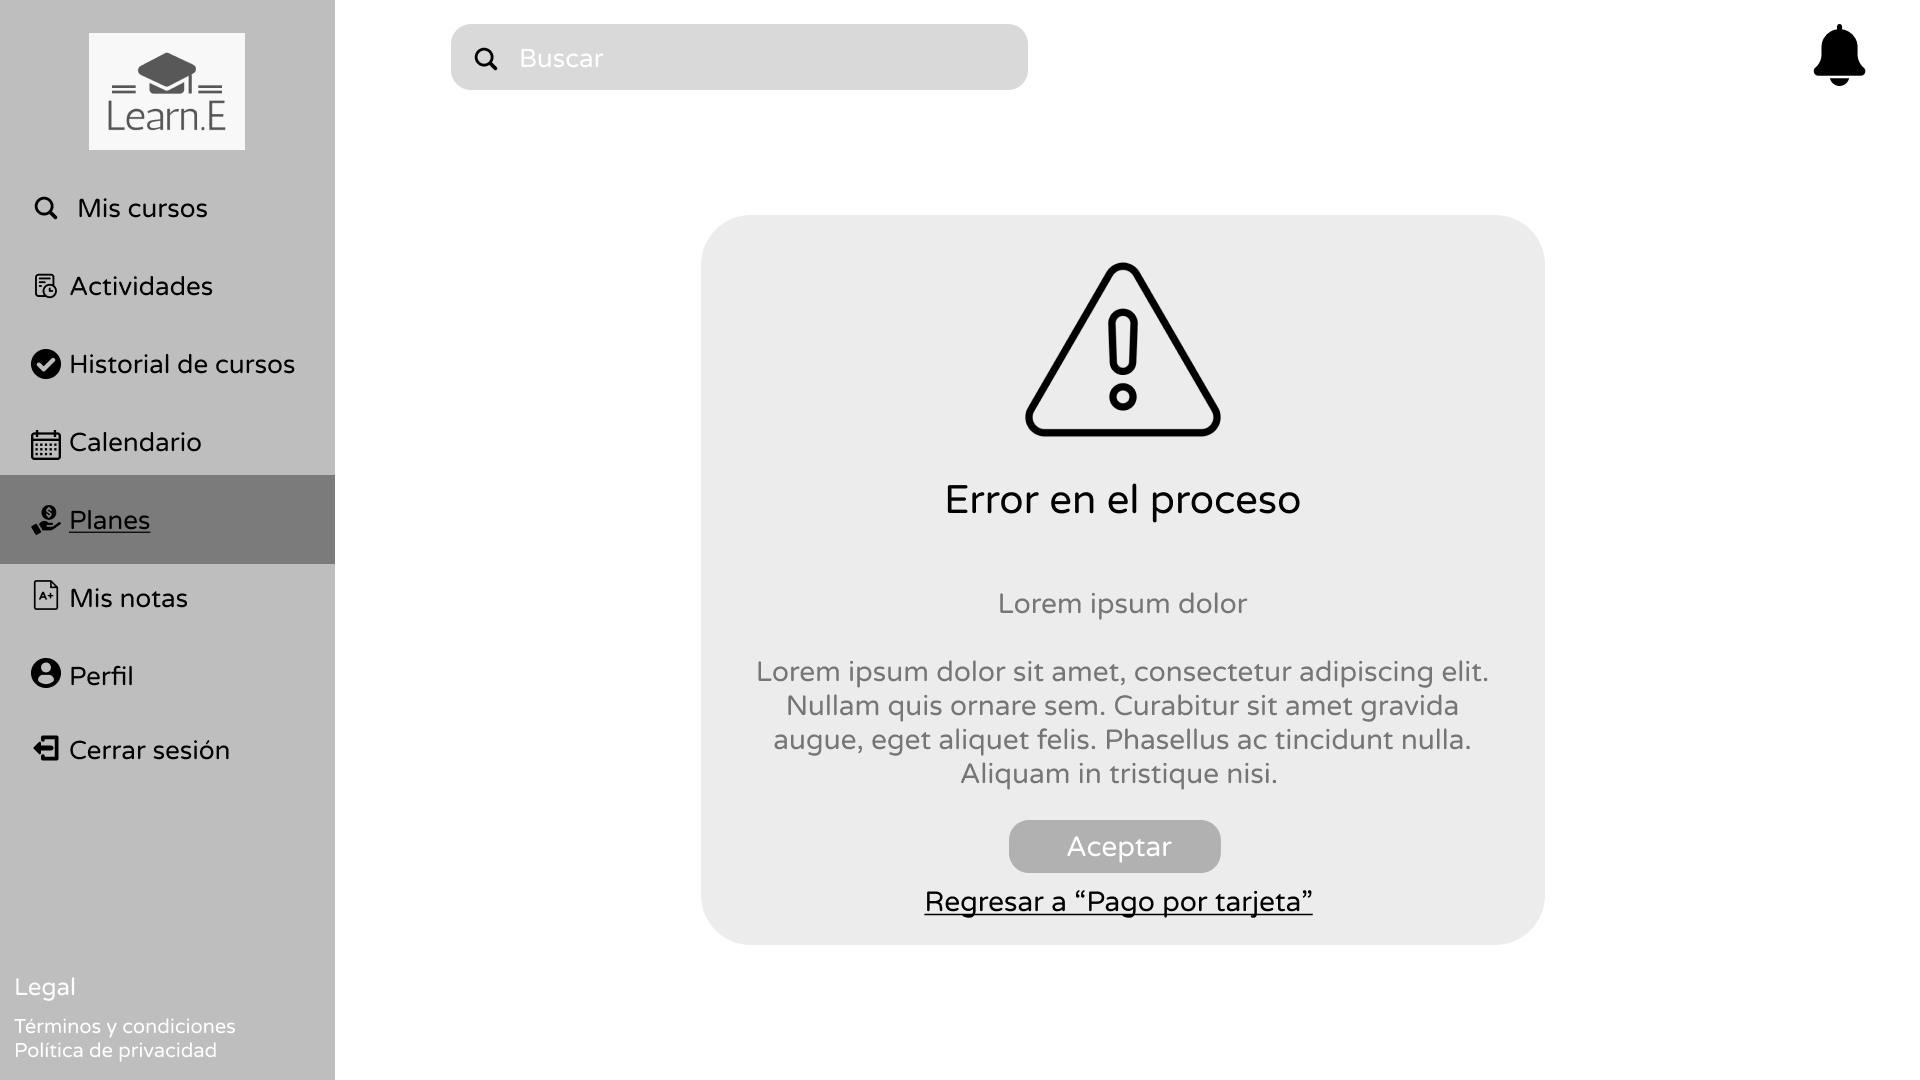 Learn.E
Buscar
Mis cursos
Actividades
Historial de cursos
Calendario
$
Planes
A+
Mis notas
Perfil
Cerrar sesión
Error en el proceso
Lorem ipsum dolor
Lorem ipsum dolor sit amet, consectetur adipiscing elit.
Nullam quis ornare sem. Curabitur sit amet gravida
augue, eget aliquet felis. Phasellus ac tincidunt nulla.
Aliquam in tristique nisi.
Aceptar
Regresar a “Pago por tarjeta”
Legal
Términos y condiciones
Política de privacidad